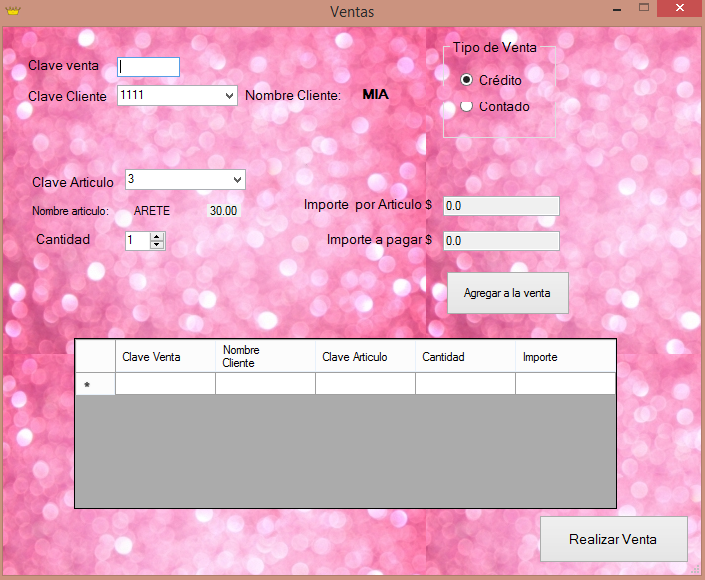 Ventas
Clave venta
Clave Cliente
1111
Nombre Cliente:
MIA
Tipo de Venta
Crédito
Contado
Clave Articulo
3
Nombre articulo:
ARETE
30.00
Cantidad
1
Importe por Articulo $
0.0
Importe a pagar $
0.0
Agregar a la venta
Clave Venta
Nombre
Cliente
Clave Articulo
Cantidad
Importe
*
Realizar Venta